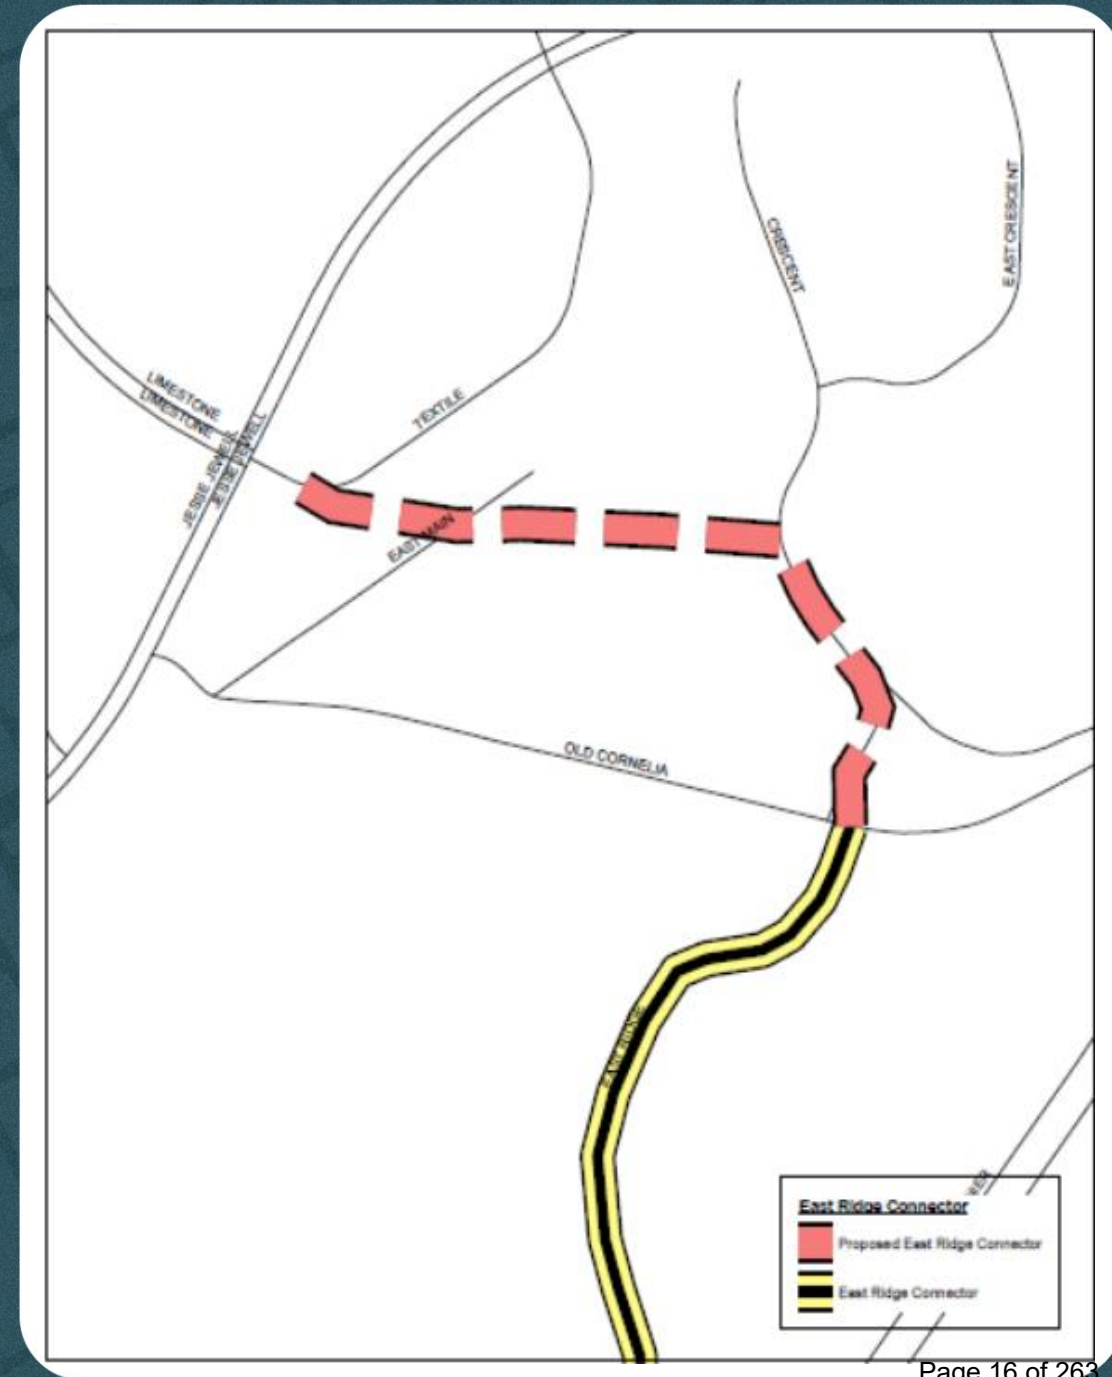 EAST CRESCENT
CRESCENT
LIMESTONE
LIMESTONE
TEXTILE
JESSE JEWELL
JESSE JEWELL
EAST MAIN
OLD CORNELIA
EAST RIDGE
East Ridge Connector
Proposed East Ridge Connector
East Ridge Connector
Page 16 of 263